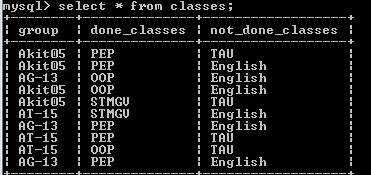 mysql> select * from classes;
| group | done_classes | not_done_classes |
| Akit05 | PEP | TAU |
| Akit05 | PEP | English |
| AG-13 | OOP | English |
| Akit05 | OOP | English |
| Akit05 | STMGU | TAU |
| AT-15 | STMGU | English |
| AG-13 | PEP | English |
| AT-15 | PEP | TAU |
| AT-15 | OOP | TAU |
| AG-13 | PEP | English |